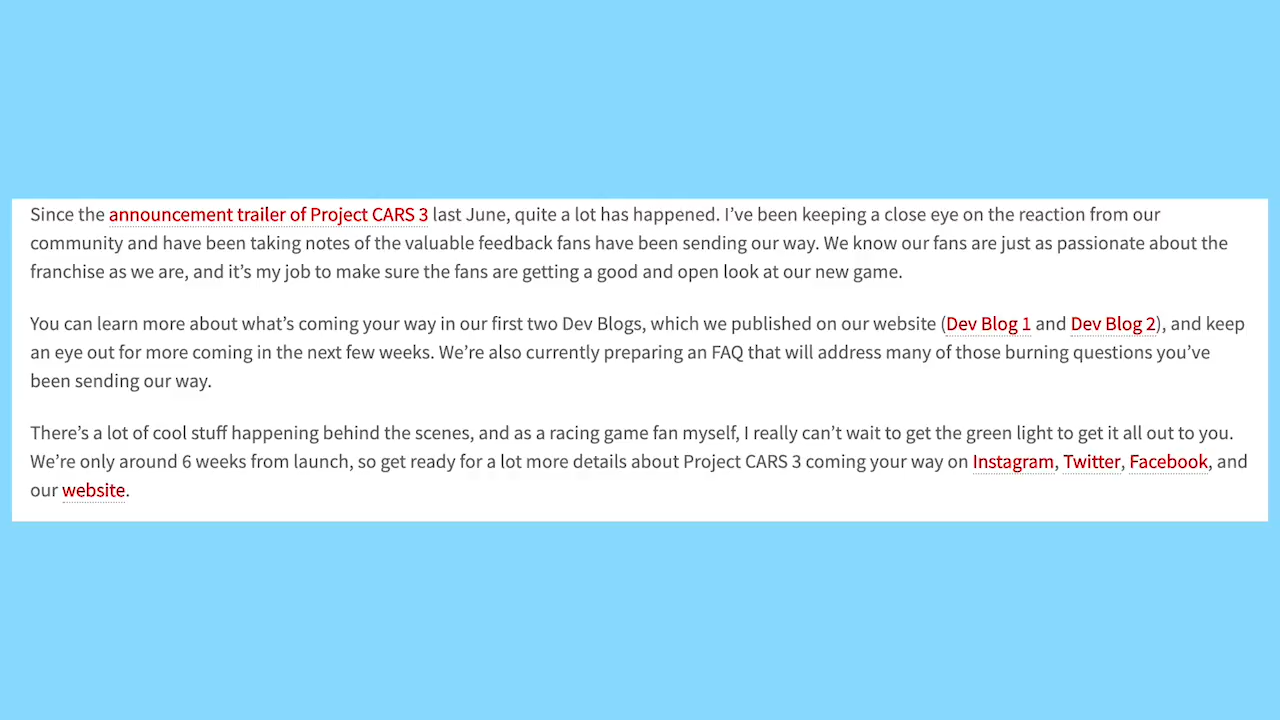 Since the announcement trailer of Project CARS 3 last June, quite a lot has happened. I’ve been keeping a close eye on the reaction from our
community and have been taking notes of the valuable feedback fans have been sending our way. We know our fans are just as passionate about the
franchise as we are, and it’s my job to make sure the fans are getting a good and open look at our new game.
You can learn more about what’s coming your way in our first two Dev Blogs, which we published on our website (Dev Blog 1 and Dev Blog 2), and keep
an eye out for more coming in the next few weeks. We’re also currently preparing an FAQ that will address many of those burning questions you’ve
been sending our way.
There’s a lot of cool stuff happening behind the scenes, and as a racing game fan myself, I really can’t wait to get the green light to get it all out to you.
We’re only around 6 weeks from launch, so get ready for a lot more details about Project CARS 3 coming your way on Instagram, Twitter, Facebook, and
our website.